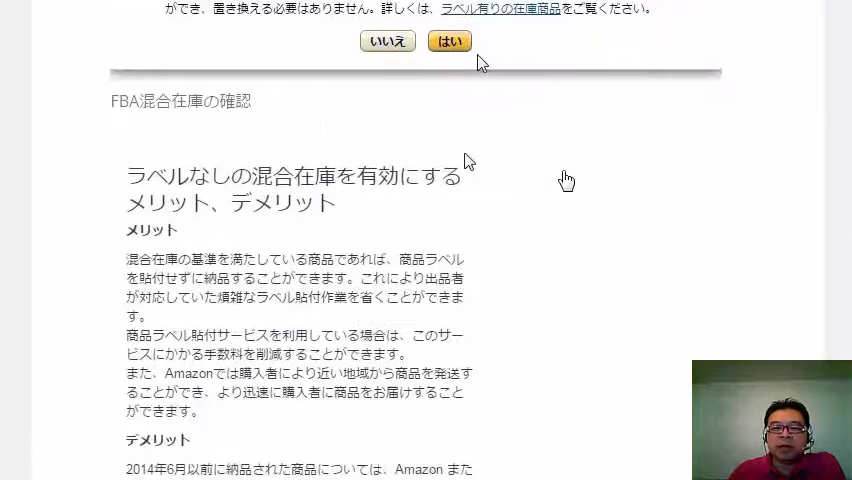 ができ、置き換える必要はありません。詳しくは、ラベル有りの在庫商品をご覧ください。
いいえ はい
FBA混合在庫の確認
ラベルなしの混合在庫を有効にする
メリット、デメリット
メリット
混合在庫の基準を満たしている商品であれば、商品ラベル
を貼付せずに納品することができます。これにより出品者
が対応していた煩雑なラベル貼付作業を省くことができま
す。
商品ラベル貼付サービスを利用している場合は、このサー
ビスにかかる手数料を削減することができます。
また、Amazonでは購入者により近い地域から商品を発送す
ることができ、より迅速に購入者に商品をお届けすること
ができます。
デメリット
2014年6月以前に納品された商品については、Amazon また